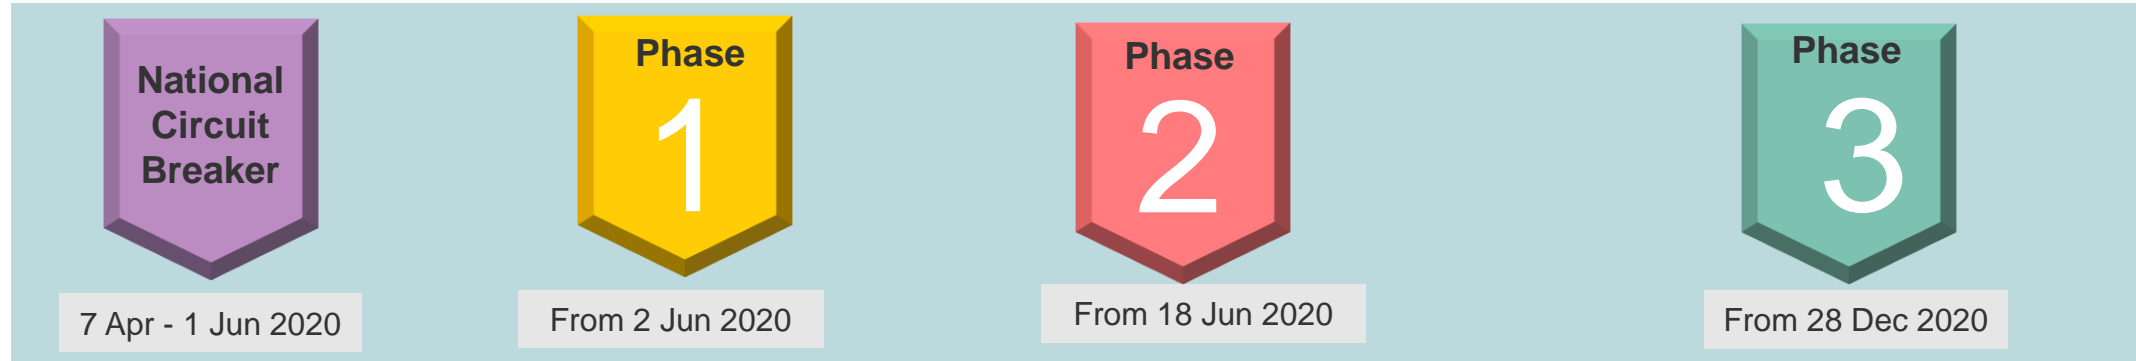 National
Circuit
Breaker
7 Apr - 1 Jun 2020
Phase
1
From 2 Jun 2020
Phase
2
From 18 Jun 2020
Phase
3
From 28 Dec 2020